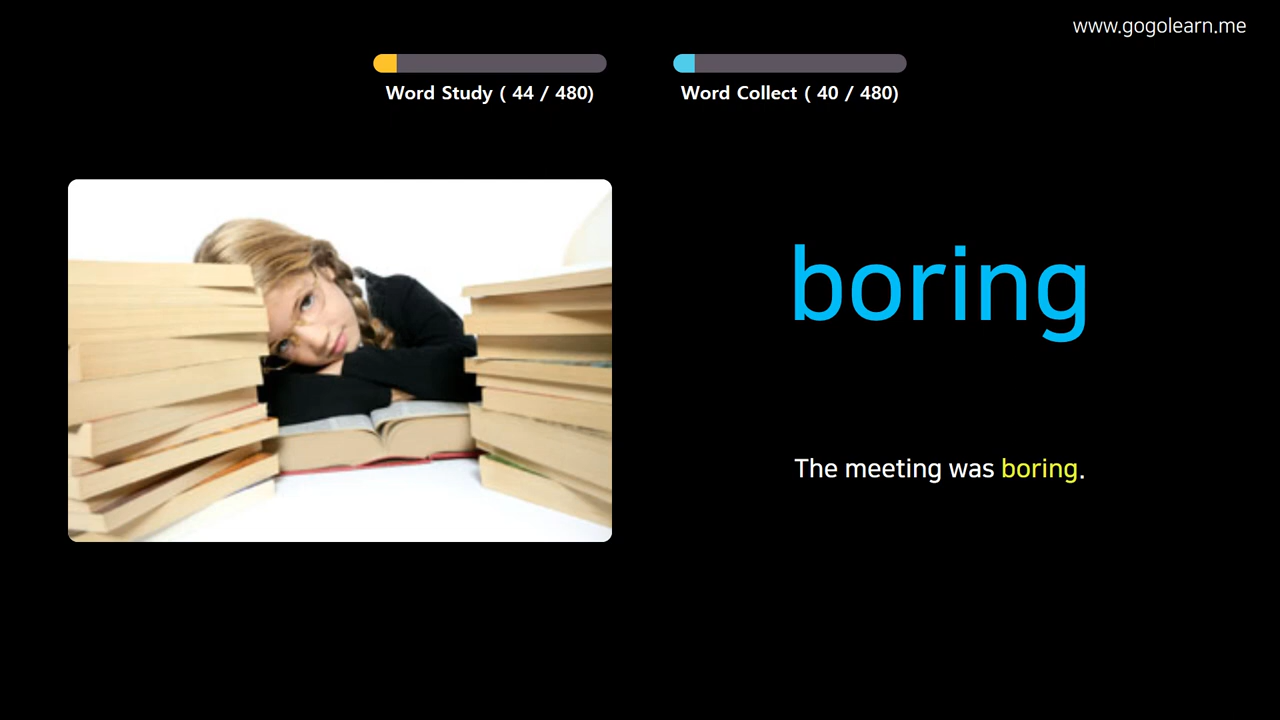 www.gogolearn.me
Word Study ( 44 / 480)
Word Collect ( 40 / 480)
boring
The meeting was boring.